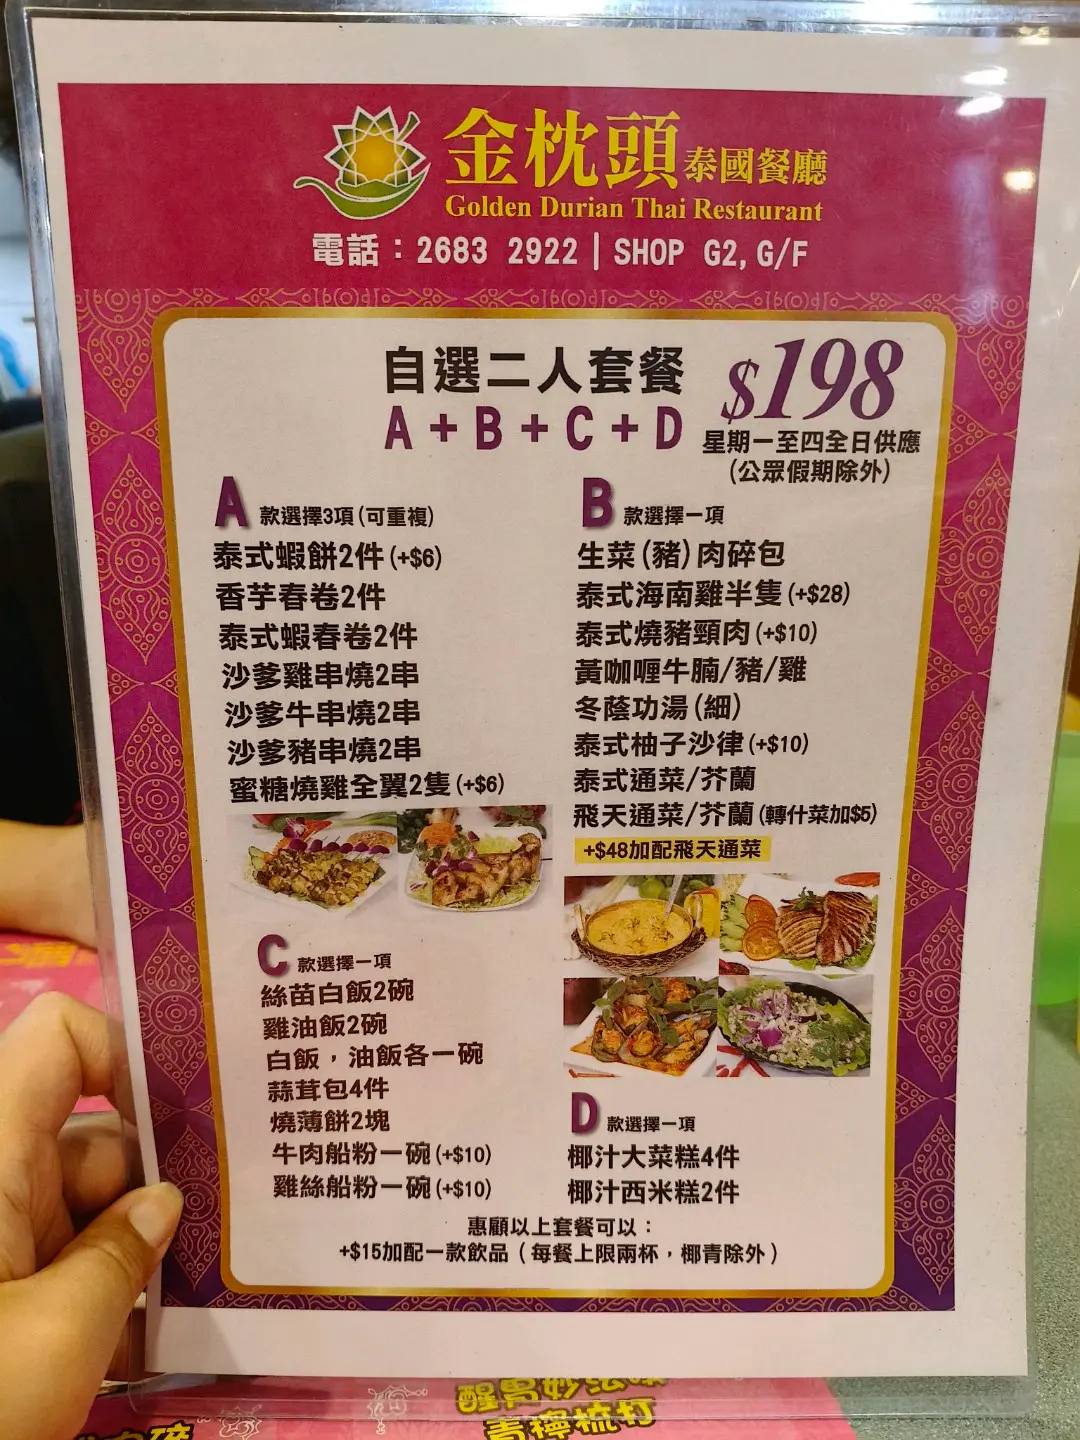 金枕頭泰國餐廳
Golden Durian Thai Restaurant
電話：2683 2922 | SHOP G2, G/F
自選二人套餐
A + B + C + D
$198
星期一至四全日供應
(公眾假期除外)
A 款選擇3項(可重複)
泰式蝦餅2件(+$6)
香芋春卷2件
泰式蝦春卷2件
沙爹雞串燒2串
沙爹牛串燒2串
沙爹豬串燒2串
蜜糖燒雞全翼2隻(+$6)
B 款選擇一項
生菜(豬)肉碎包
泰式海南雞半隻(+$28)
泰式燒豬頸肉(+$10)
黃咖喱牛腩/豬/雞
冬蔭功湯(細)
泰式柚子沙律(+$10)
泰式通菜/芥蘭
飛天通菜/芥蘭(轉什菜加$5)
+$48加配飛天通菜
C 款選擇一項
絲苗白飯2碗
雞油飯2碗
白飯，油飯各一碗
蒜茸包4件
燒薄餅2塊
牛肉船粉一碗(+$10)
雞絲船粉一碗(+$10)
D 款選擇一項
椰汁大菜糕4件
椰汁西米糕2件
惠顧以上套餐可以：
+$15加配一款飲品(每餐上限兩杯，椰青除外)
青檸梳打